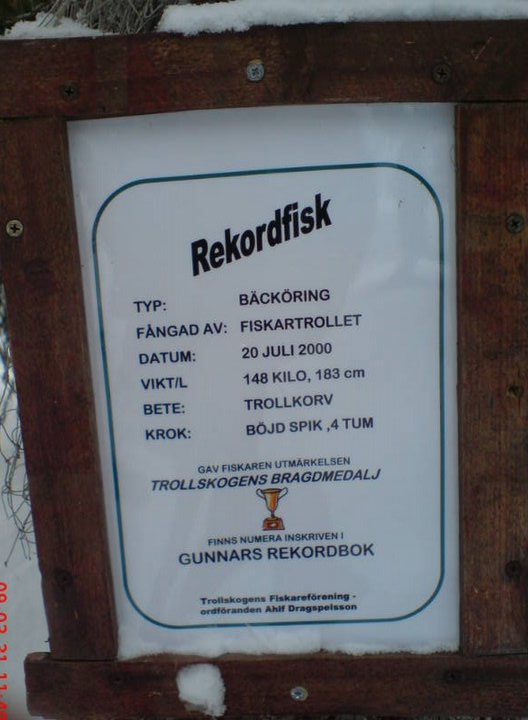 Rekordfisk
TYP: BÄCKÖRING
FÅNGAD AV: FISKARTROLLET
DATUM: 20 JULI 2000
VIKT/L 148 KILO, 183 cm
BETE: TROLLKORV
KROK: BÖJD SPIK ,4 TUM
GAV FISKAREN UTMÄRKELSEN
TROLLSKOGENS BRAGDMEDALJ
FINNS NUMERA INSKRIVEN I
GUNNARS REKORDBOK
Trollskogens Fiskareförening -
ordföranden Ahlf Dragspelsson